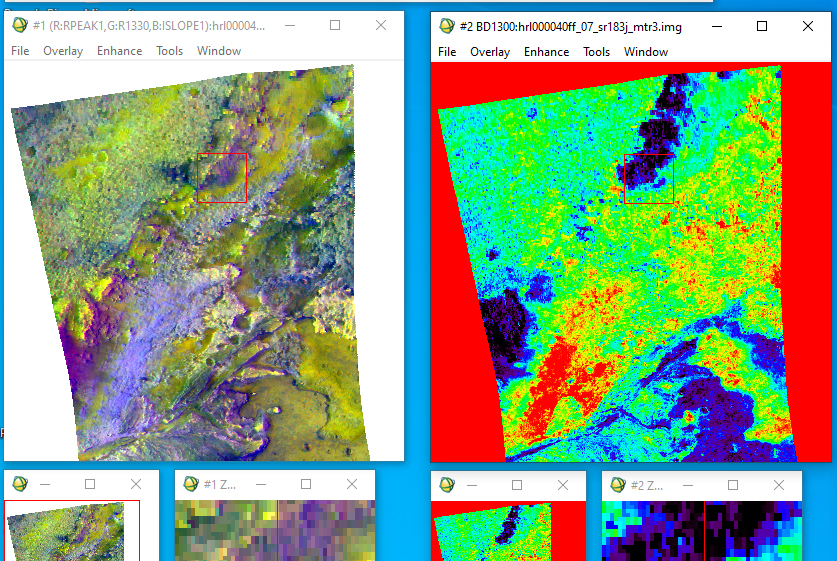 #1 (R:RPEAK1,G:R1330,B:ISLOPE1):hrl00004...
File Overlay Enhance Tools Window
#2 BD1300:hrl000040ff_07_sr183j_mtr3.img
File Overlay Enhance Tools Window
#1 Z...
#2 Z...